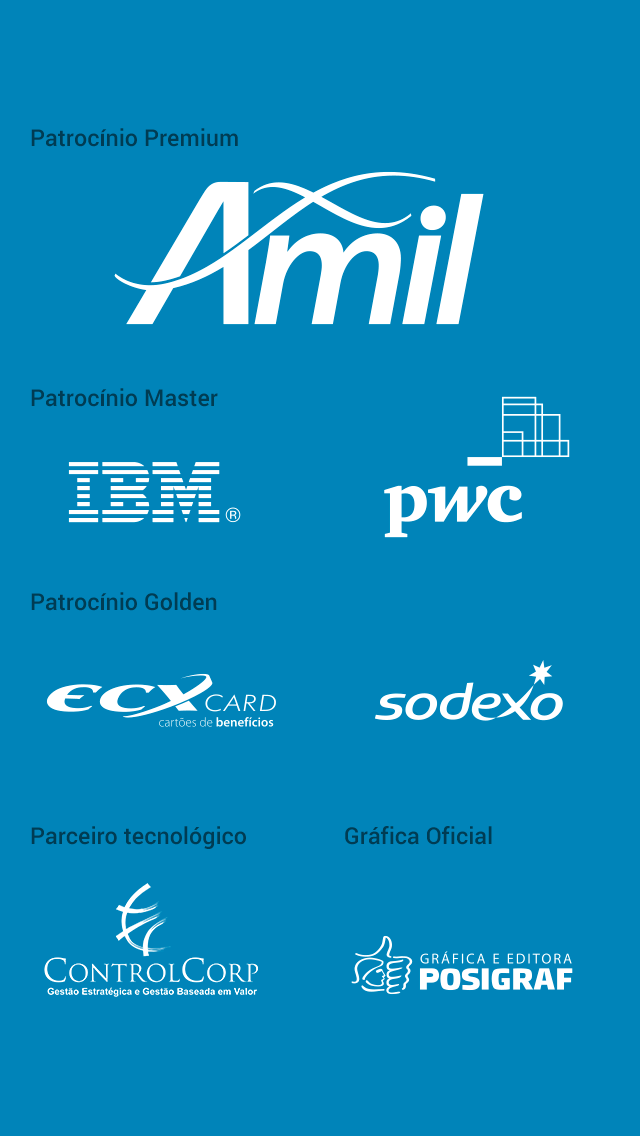 Patrocínio Premium
Amil
Patrocínio Master
IBM®
pwc
Patrocínio Golden
ECX CARD
cartões de benefícios
sodexo
Parceiro tecnológico
CONTROLCORP
Gestão Estratégica e Gestão Baseada em Valor
Gráfica Oficial
GRÁFICA E EDITORA
POSIGRAF